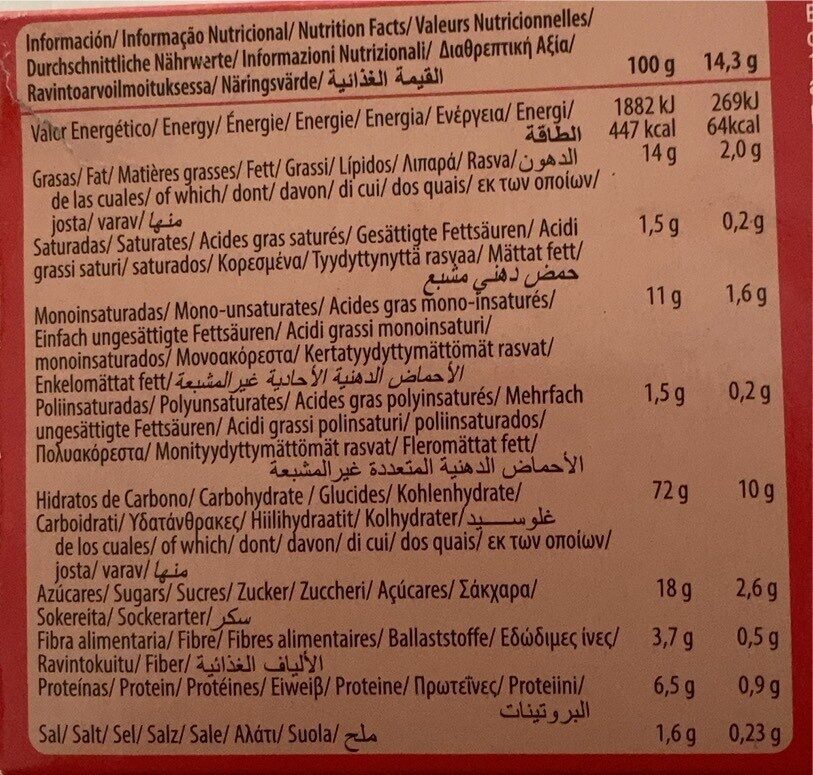 Información/ Informação Nutricional/ Nutrition Facts/ Valeurs Nutricionnelles/
Durchschnittliche Nährwerte/ Informazioni Nutrizionali/ Διαθρεπτική Αξία/
Ravintoarvoilmoituksessa/ Näringsvärde/ القيمة الغذائية 100 g 14,3 g
Valor Energético/ Energy/ Énergie/ Energie/ Energia/ Ενέργεια/ Energi/ 1882 kJ 269kJ
الطاقة 447 kcal 64kcal
Grasas/ Fat/ Matières grasses/ Fett/ Grassi/ Lípidos/ Λιπαρά/ Rasva/ الدهون 14 g 2,0 g
de las cuales/ of which/ dont/ davon/ di cui/ dos quais/ εκ των οποίων/
josta/ varav/ منها
Saturadas/ Saturates/ Acides gras saturés/ Gesättigte Fettsäuren/ Acidi 1,5 g 0,2 g
grassi saturi/ saturados/ Κορεσμένα/ Tyydyttynyttä rasvaa/ Mättat fett/
حمض دهني مشبع
Monoinsaturadas/ Mono-unsaturates/ Acides gras mono-insaturés/ 11 g 1,6 g
Einfach ungesättigte Fettsäuren/ Acidi grassi monoinsaturi/
monoinsaturados/ Μονοακόρεστα/ Kertatyydyttymättömät rasvat/
Enkelomättat fett/ الأحماض الدهنية الأحادية غير المشبعة
Poliinsaturadas/ Polyunsaturates/ Acides gras polyinsaturés/ Mehrfach 1,5 g 0,2 g
ungesättigte Fettsäuren/ Acidi grassi polinsaturi/ poliinsaturados/
Πολυακόρεστα/ Monityydyttymättömät rasvat/ Fleromättat fett/
الأحماض الدهنية المتعددة غير المشبعة
Hidratos de Carbono/ Carbohydrate / Glucides/ Kohlenhydrate/ 72 g 10 g
Carboidrati/ Υδατάνθρακες/ Hiilihydraatit/ Kolhydrater/ غلوســيد
de los cuales/ of which/ dont/ davon/ di cui/ dos quais/ εκ των οποίων/
josta/ varav/ منها
Azúcares/ Sugars/ Sucres/ Zucker/ Zuccheri/ Açúcares/ Σάκχαρα/ 18 g 2,6 g
Sokereita/ Sockerarter/ سكر
Fibra alimentaria/ Fibre/ Fibres alimentaires/ Ballaststoffe/ Εδώδιμες ίνες/ 3,7 g 0,5 g
Ravintokuitu/ Fiber/ الألياف الغذائية
Proteínas/ Protein/ Protéines/ Eiweiβ/ Proteine/ Πρωτεΐνες/ Proteiini/ 6,5 g 0,9 g
البروتينات
Sal/ Salt/ Sel/ Salz/ Sale/ Αλάτι/ Suola/ ملح 1,6 g 0,23 g